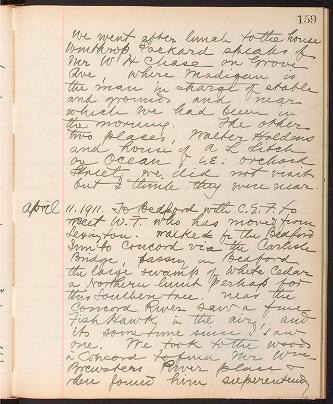 159
we went after lunch to the house
Winthrop Packard speaks of
Mr W H Chase on Grove
Ave, where Madigan is
the man in charge of stable
and grounds and near
which we had been in
the morning. The other
two places, Walter Holdens
and house of A L Fitch
on Ocean & S.E. orchard
Streets, we did not visit
but I think they were near.
April 11. 1911. To Bedford with C.E.F. to
meet W.F. who has moved from
Lexington. Walked fr the Bedford
Inn to Concord via the Carlisle
Bridge, passing in Bedford
the large swamp of White Cedar
a Northern limit perhaps for
this Southern tree. near the
Concord River saw a fine
Fish Hawk in the air, and
its some time since I saw
one. We took to the woods
in Concord to find Mr Wm
Brewsters River place &
then found him superintending